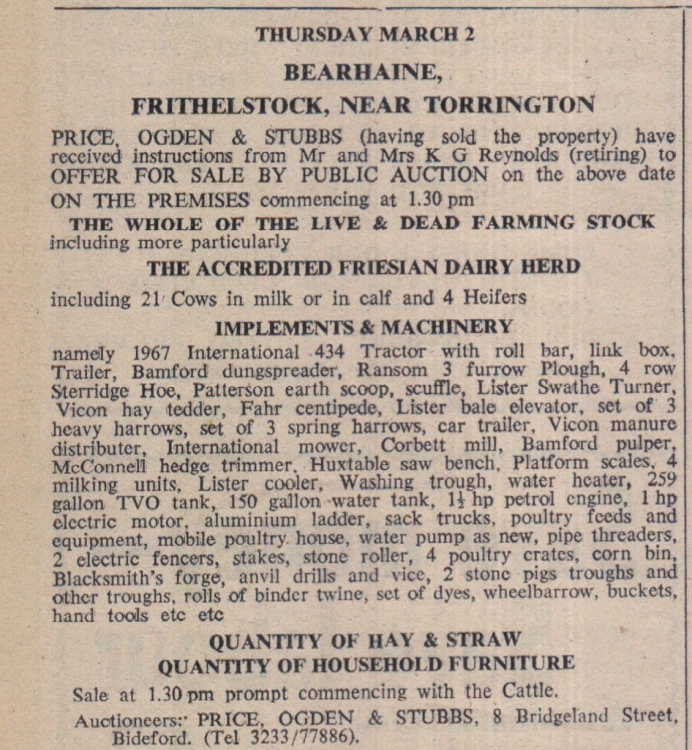 THURSDAY MARCH 2
BEARHAINE,
FRITHELSTOCK, NEAR TORRINGTON
PRICE, OGDEN & STUBBS (having sold the property) have
received instructions from Mr and Mrs K G Reynolds (retiring) to
OFFER FOR SALE BY PUBLIC AUCTION on the above date
ON THE PREMISES commencing at 1.30 pm
THE WHOLE OF THE LIVE & DEAD FARMING STOCK
including more particularly
THE ACCREDITED FRIESIAN DAIRY HERD
including 21 Cows in milk or in calf and 4 Heifers
IMPLEMENTS & MACHINERY
namely 1967 International 434 Tractor with roll bar, link box,
Trailer, Bamford dungspreader, Ransom 3 furrow Plough, 4 row
Sterridge Hoe, Patterson earth scoop, scuffle, Lister Swathe Turner,
Vicon hay tedder, Fahr centipede, Lister bale elevator, set of 3
heavy harrows, set of 3 spring harrows, car trailer, Vicon manure
distributer, International mower, Corbett mill, Bamford pulper,
McConnell hedge trimmer, Huxtable saw bench, Platform scales, 4
milking units, Lister cooler, Washing trough, water heater, 259
gallon TVO tank, 150 gallon water tank, 1½ hp petrol engine, 1 hp
electric motor, aluminium ladder, sack trucks, poultry feeds and
equipment, mobile poultry house, water pump as new, pipe threaders,
2 electric fencers, stakes, stone roller, 4 poultry crates, corn bin,
Blacksmith's forge, anvil drills and vice, 2 stone pigs troughs and
other troughs, rolls of binder twine, set of dyes, wheelbarrow, buckets,
hand tools etc etc
QUANTITY OF HAY & STRAW
QUANTITY OF HOUSEHOLD FURNITURE
Sale at 1.30 pm prompt commencing with the Cattle.
Auctioneers: PRICE, OGDEN & STUBBS, 8 Bridgeland Street,
Bideford. (Tel 3233/77886).